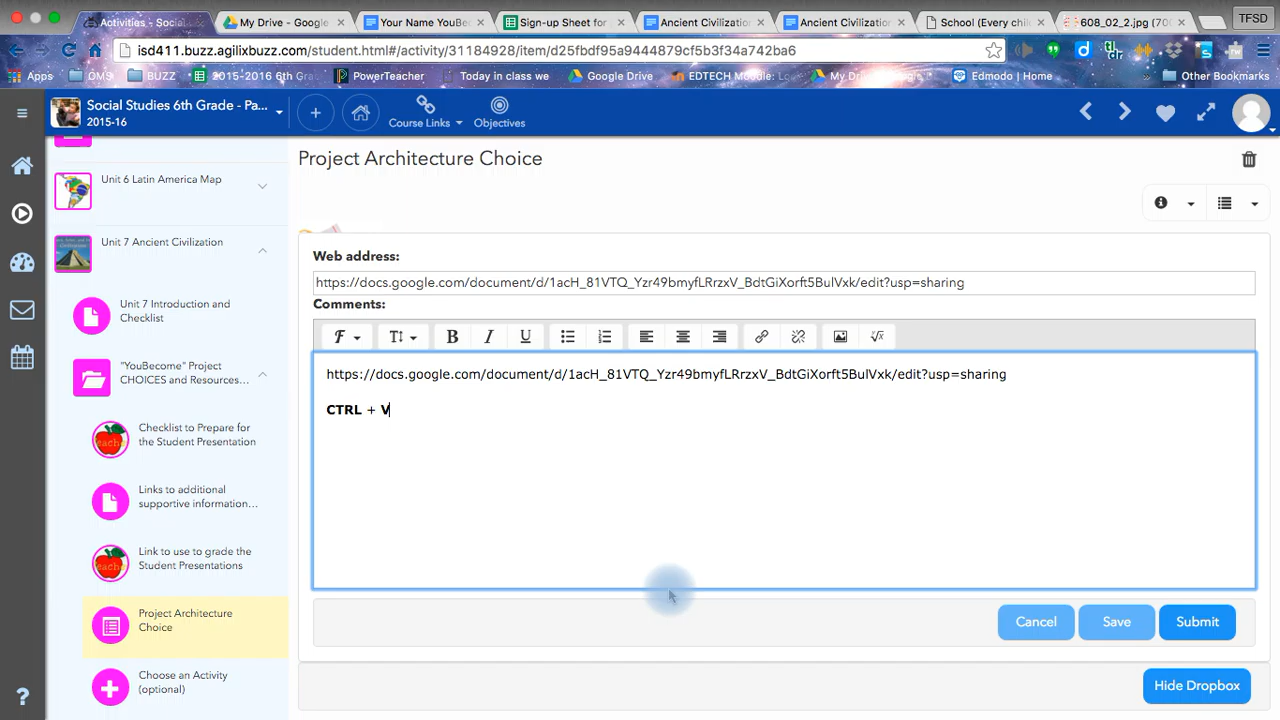 Activities - Social
My Drive - Google
Your Name YouBec
Sign-up Sheet for
Ancient Civilization
Ancient Civilization
School (Every chil
608_02_2.jpg (70
TFSD
isd411.buzz.agilixbuzz.com/student.html#/activity/31184928/item/d25fbdf95a9444879cf5b3f34a742ba6
Apps
OMS
BUZZ
2015-2016 6th Gra
PowerTeacher
Today in class we
Google Drive
EDTECH Moodle: Lo
My Dri
Edmodo | Home
»
Other Bookmarks
Social Studies 6th Grade - Pa...
2015-16
Course Links
Objectives
Unit 6 Latin America Map
Unit 7 Ancient Civilization
Unit 7 Introduction and
Checklist
"YouBecome" Project
CHOICES and Resources...
Checklist to Prepare for
the Student Presentation
Links to additional
supportive information...
Link to use to grade the
Student Presentations
Project Architecture
Choice
Choose an Activity
(optional)
?
Project Architecture Choice
Web address:
https://docs.google.com/document/d/1acH_81VTQ_Yzr49bmyfLRrzxV_BdtGiXorft5BulVxk/edit?usp=sharing
Comments:
F T B I U
https://docs.google.com/document/d/1acH_81VTQ_Yzr49bmyfLRrzxV_BdtGiXorft5BulVxk/edit?usp=sharing
CTRL + V
Cancel
Save
Submit
Hide Dropbox